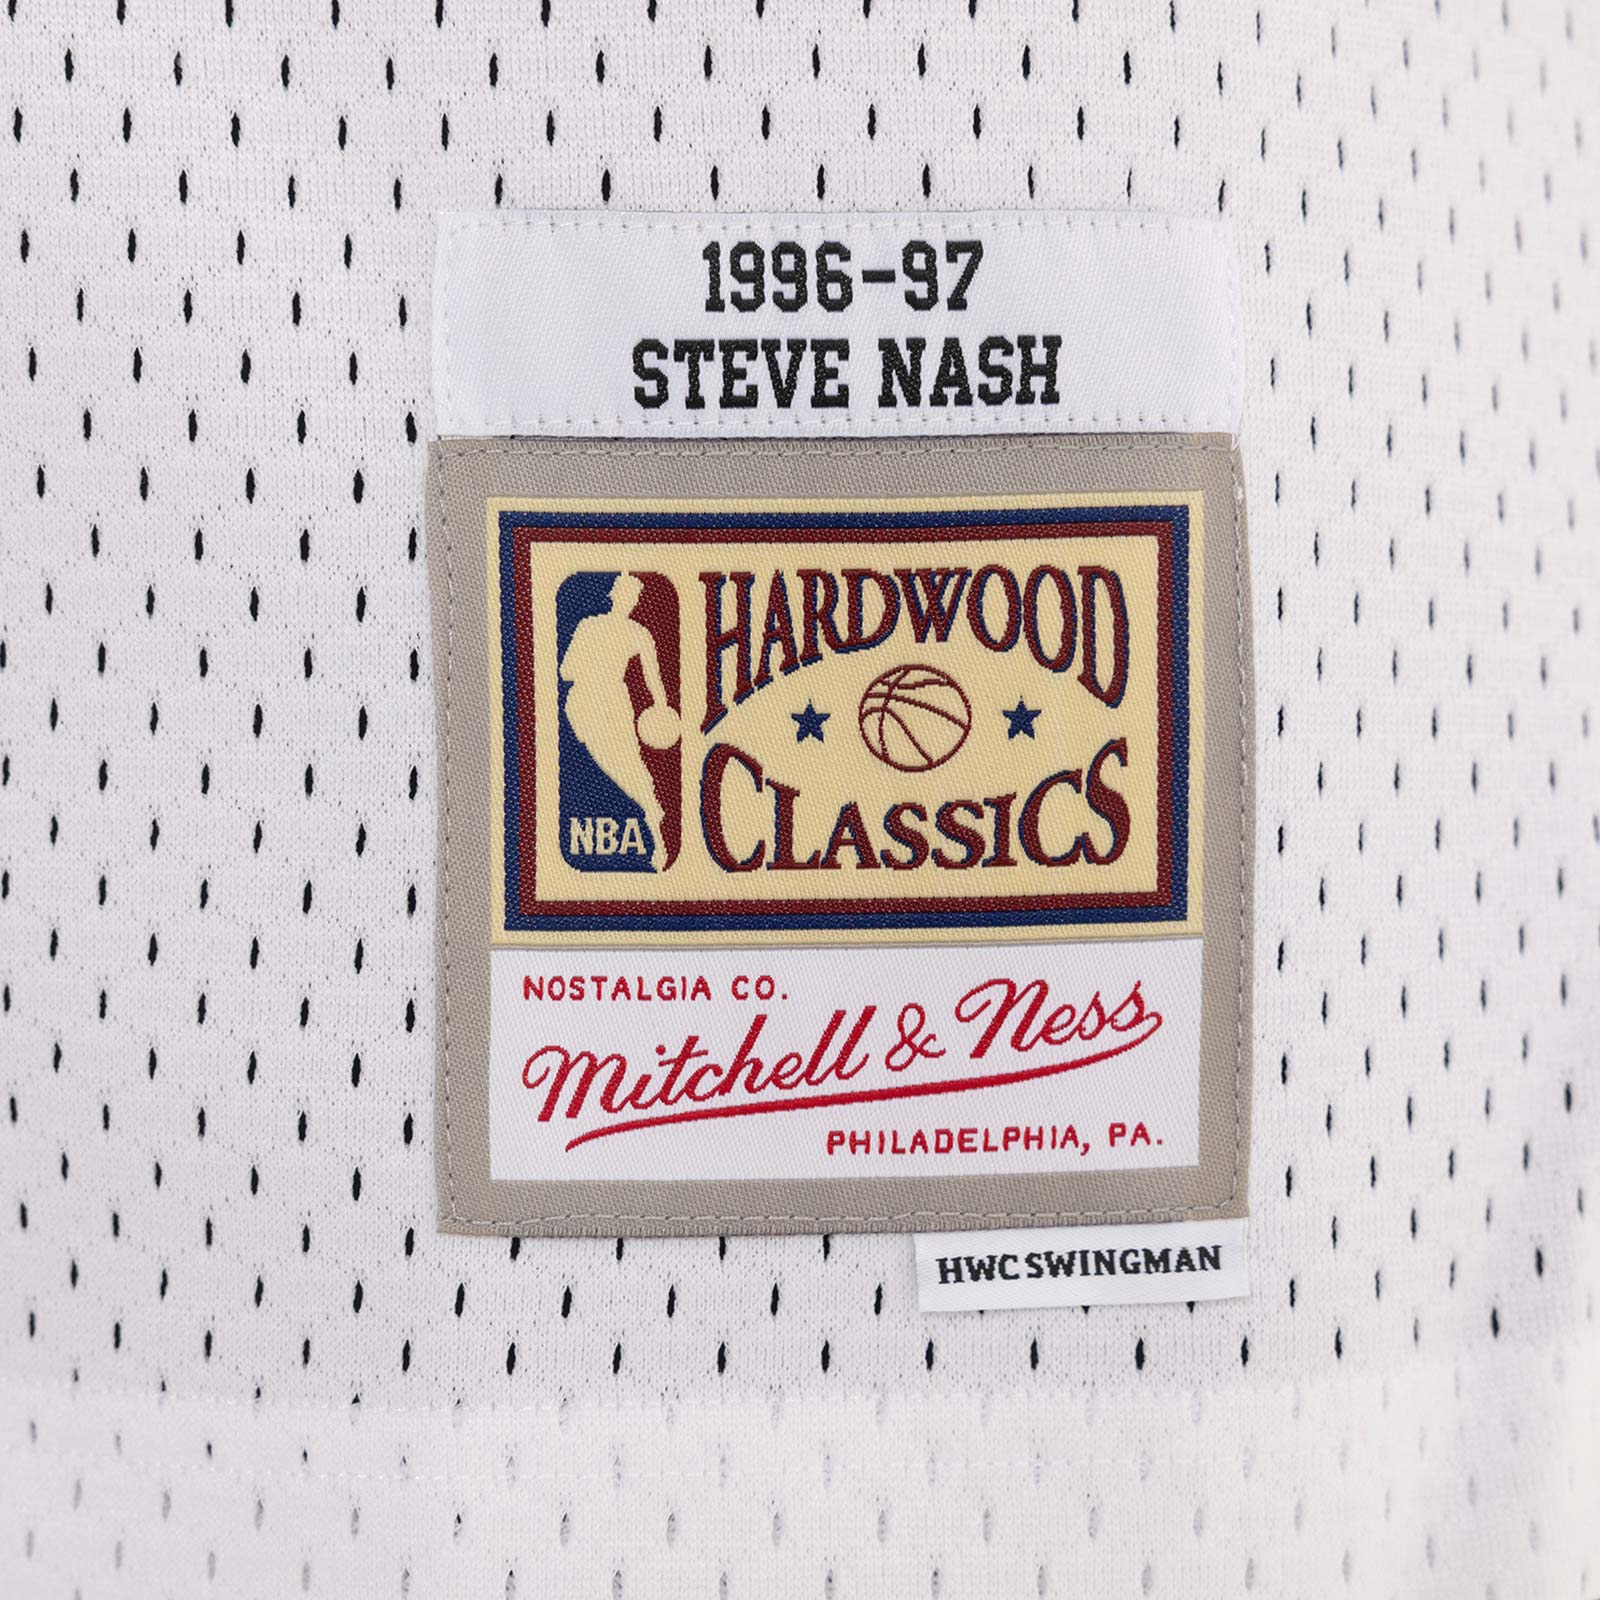 1996-97
STEVE NASH
HARDWOOD
CLASSICS
NBA
NOSTALGIA CO.
Mitchell & Ness
PHILADELPHIA, PA.
HWC SWINGMAN